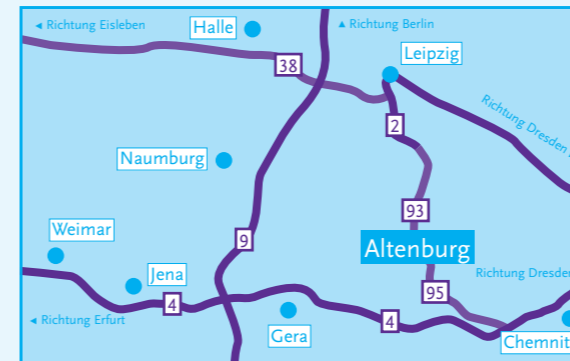 ◂ Richtung Eisleben
Halle
▴ Richtung Berlin
38
Leipzig
Richtung Dresden
2
Naumburg
93
9
Weimar
Altenburg
Jena
Richtung Dresden
95
4
◂ Richtung Erfurt
Gera
4
Chemnit